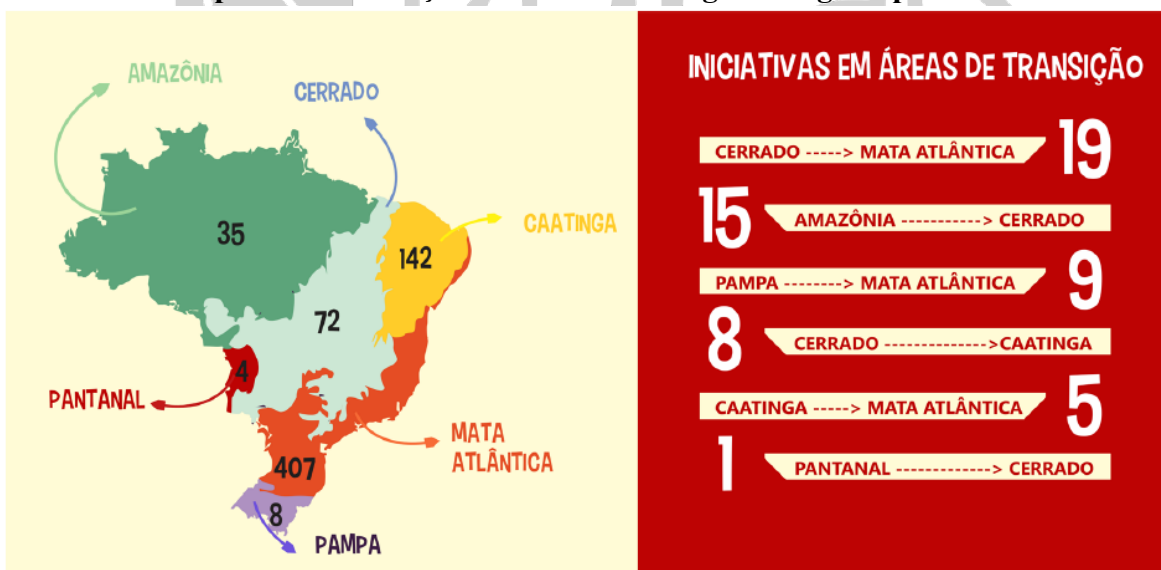 AMAZÔNIA
CERRADO
CAATINGA
35
142
72
4
PANTANAL
MATA
ATLÂNTICA
407
8
PAMPA
INICIATIVAS EM ÁREAS DE TRANSIÇÃO
CERRADO -----> MATA ATLÂNTICA 19
15 AMAZÔNIA -----------> CERRADO
PAMPA --------> MATA ATLÂNTICA 9
8 CERRADO -------------->CAATINGA
CAATINGA -----> MATA ATLÂNTICA 5
1 PANTANAL -------------> CERRADO